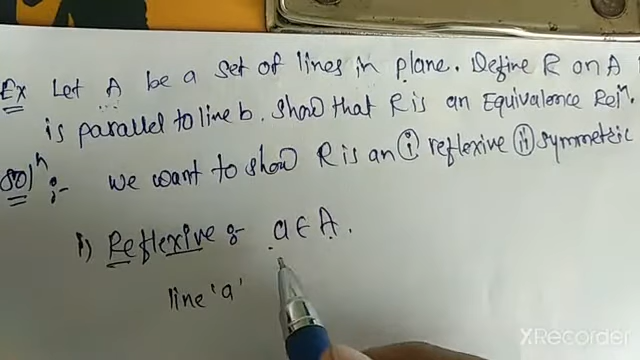 Ex Let A be a set of lines in plane. Define R on A
is parallel to line b. Show that R is an Equivalence Relⁿ.
Solⁿ :- We want to show R is an (i) reflexive (ii) symmetric
i) Reflexive :- a ∈ A.
line 'a'
XRecorder